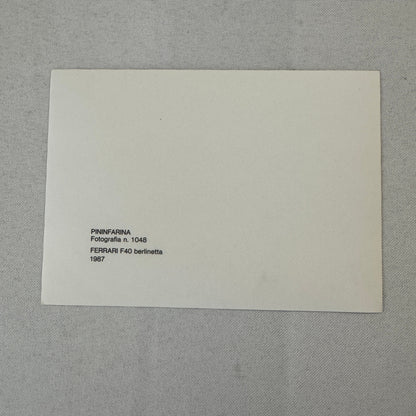 PININFARINA
Fotografia n. 1048
FERRARI F40 berlinetta
1987